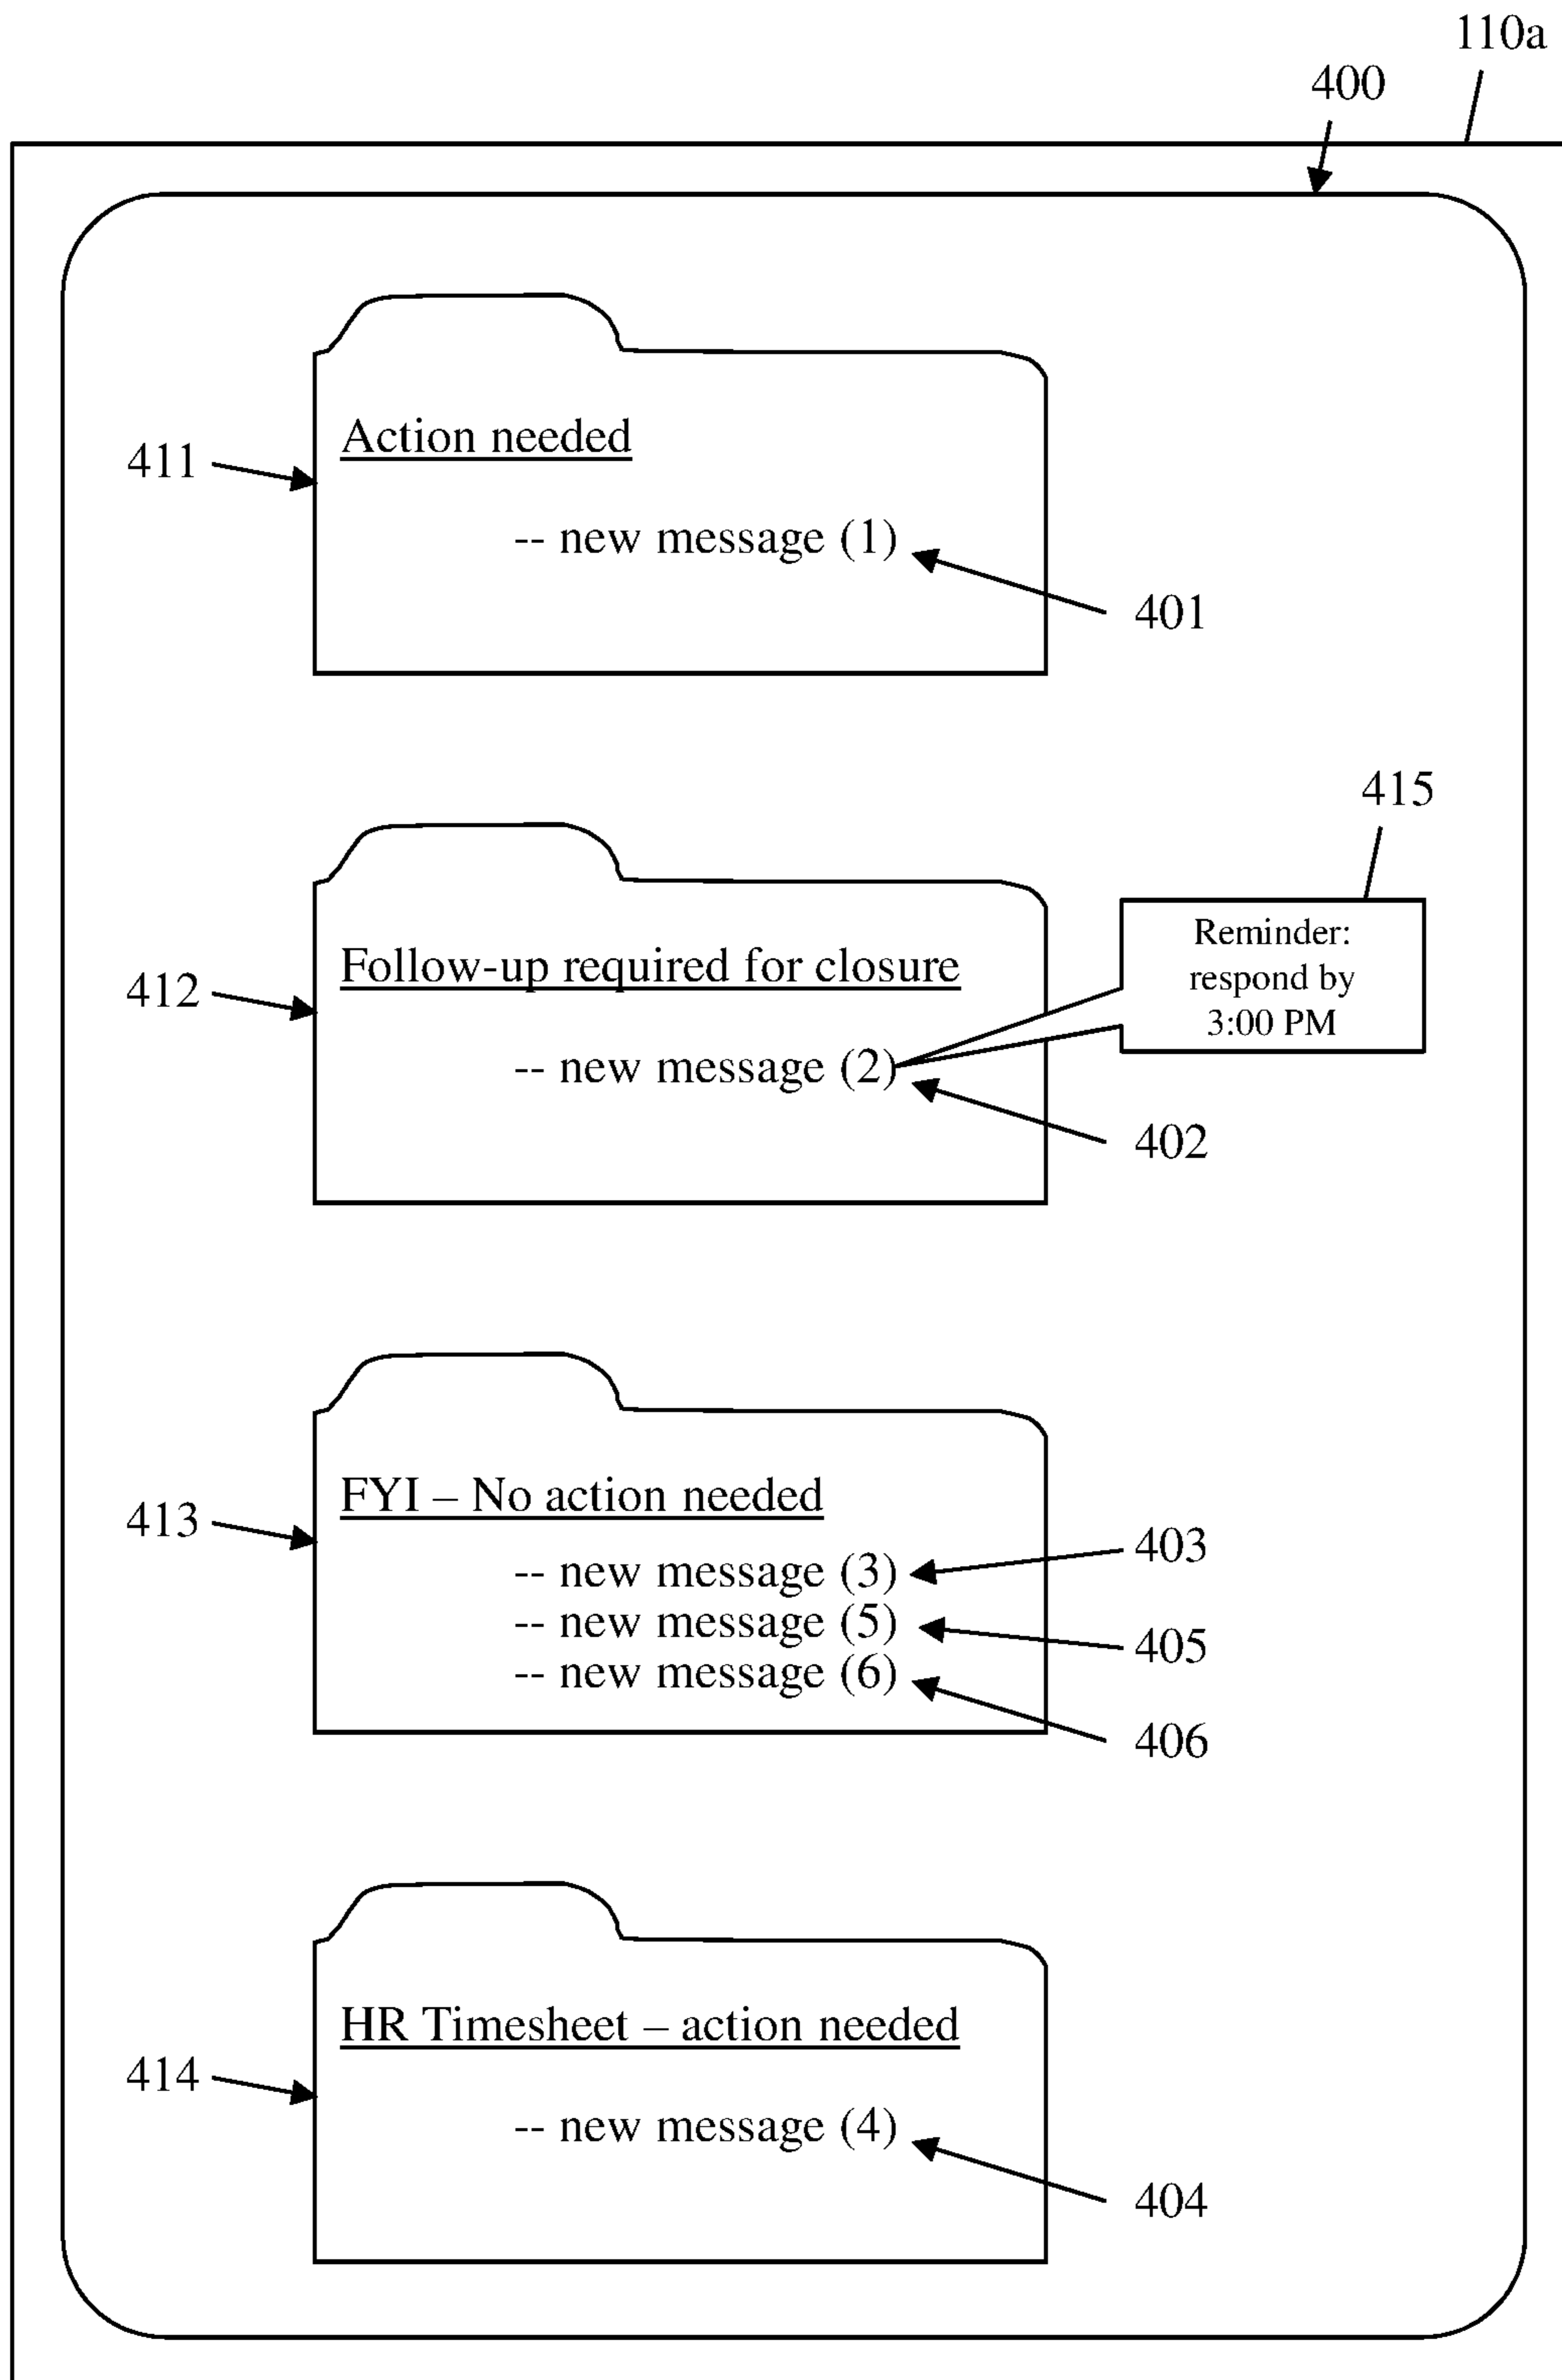 110a
400
Action needed
411
-- new message (1)
401
415
Reminder:
respond by
3:00 PM
Follow-up required for closure
412
-- new message (2)
402
FYI – No action needed
413
-- new message (3)
403
-- new message (5)
405
-- new message (6)
406
HR Timesheet – action needed
414
-- new message (4)
404